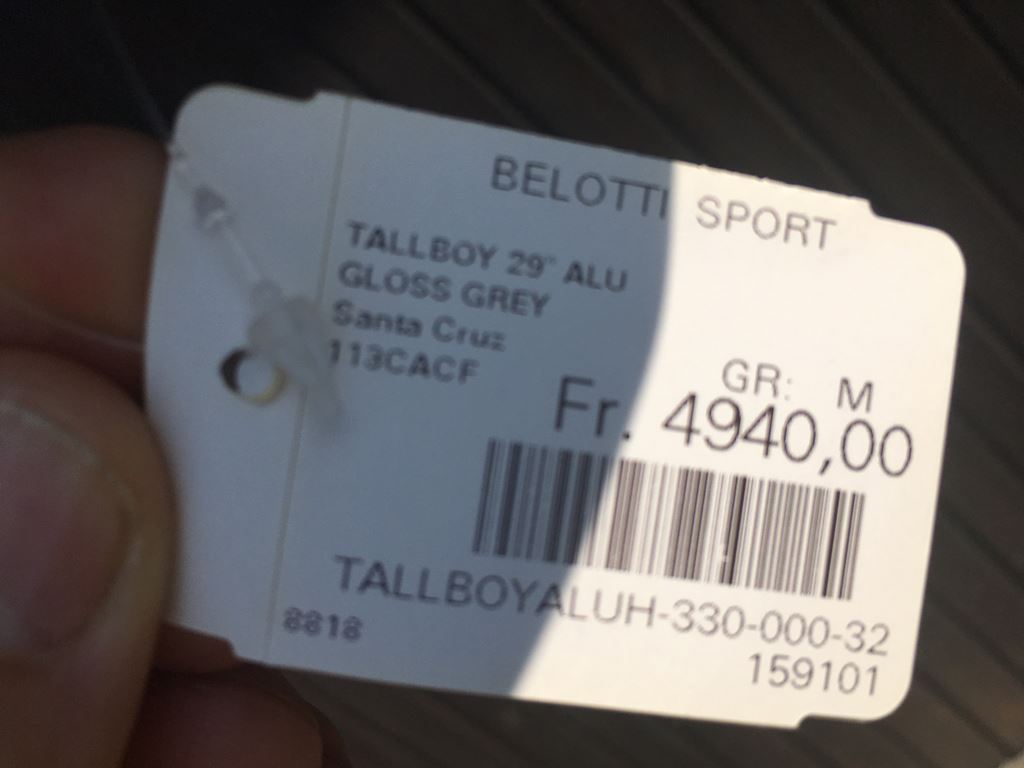 BELOTTI SPORT
TALLBOY 29" ALU
GLOSS GREY
Santa Cruz
113CACF
GR: M
Fr. 4940,00
TALLBOYALUH-330-000-32
8818 159101